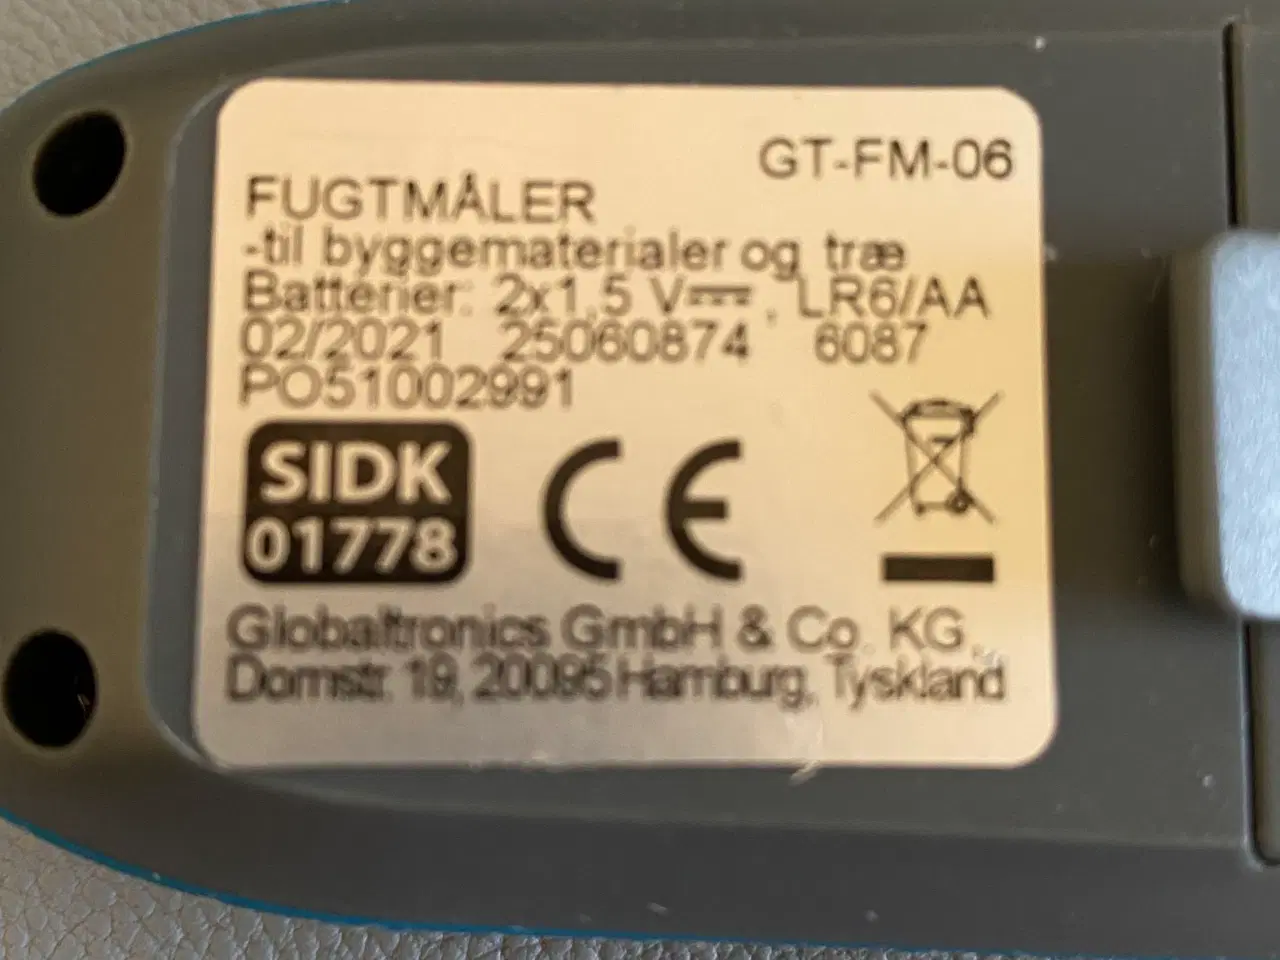 GT-FM-06
FUGTMÅLER
-til byggematerialer og træ
Batterier: 2x1,5 V⎓, LR6/AA
02/2021 25060874 6087
PO51002991
SIDK
01778
CE
Globaltronics GmbH & Co. KG.,
Domstr. 19, 20095 Hamburg, Tyskland